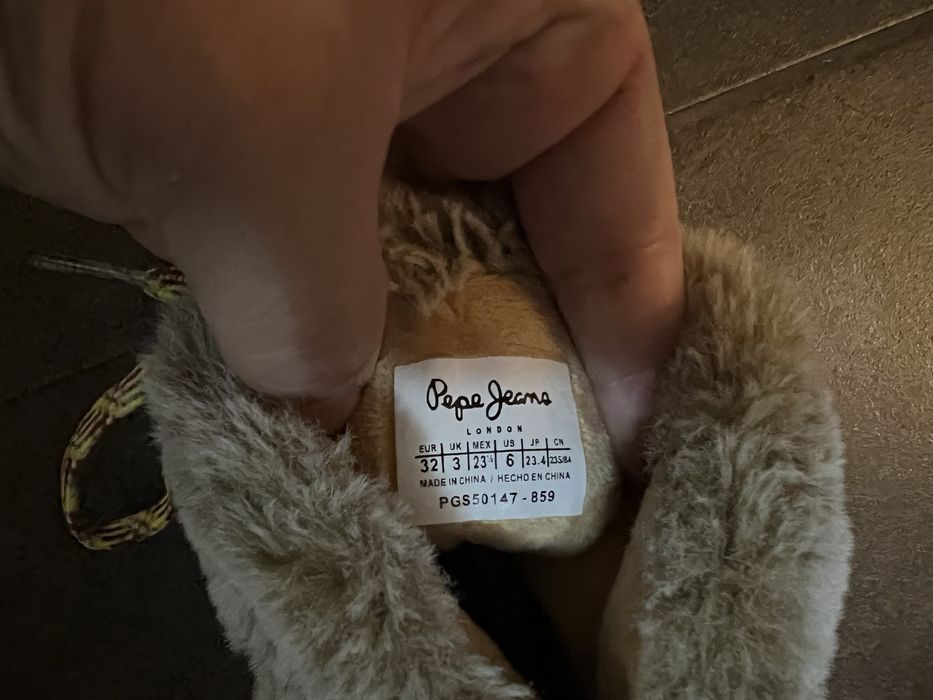 Pepe Jeans
LONDON
EUR UK MEX US JP CN
32 3 23½ 6 23.4 235/84
MADE IN CHINA / HECHO EN CHINA
PGS50147 - 859